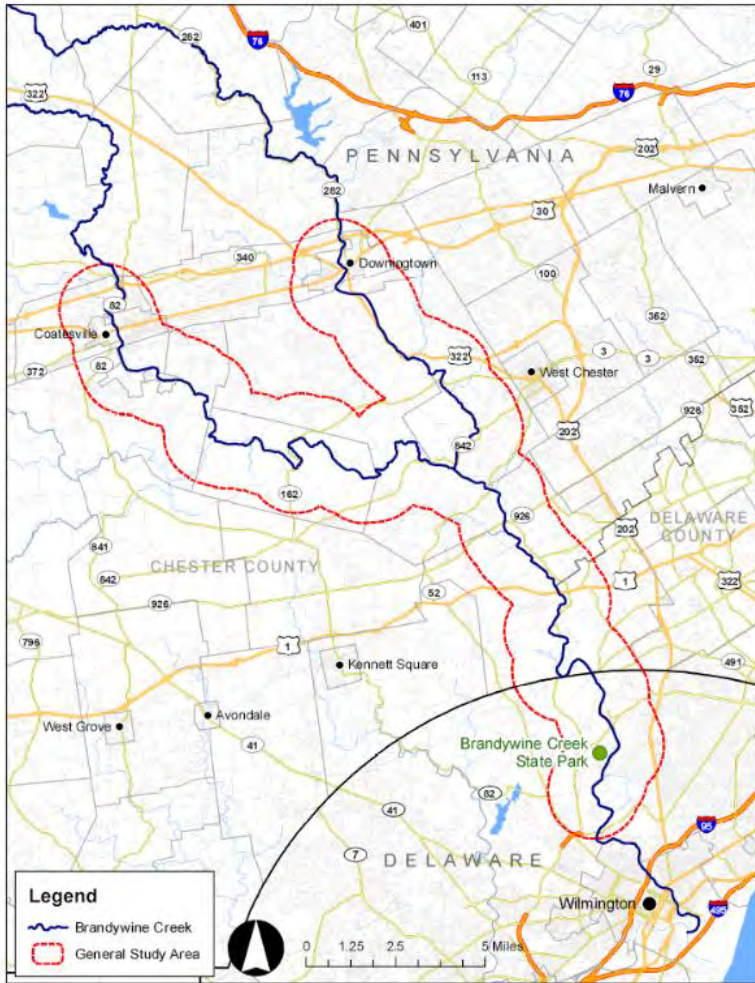 282
401
76
113
29
76
322
202
PENNSYLVANIA
Malvern
282
30
340
Downingtown
100
82
352
Coatesville
322
3
3
352
372
82
West Chester
926
352
842
202
162
926
202
DELAWARE
COUNTY
841
CHESTER COUNTY
842
1
322
52
926
796
1
491
Kennett Square
West Grove
Avondale
41
Brandywine Creek
State Park
82
41
7
95
DELAWARE
Wilmington
495
Legend
Brandywine Creek
General Study Area
0 1.25 2.5 5 Miles